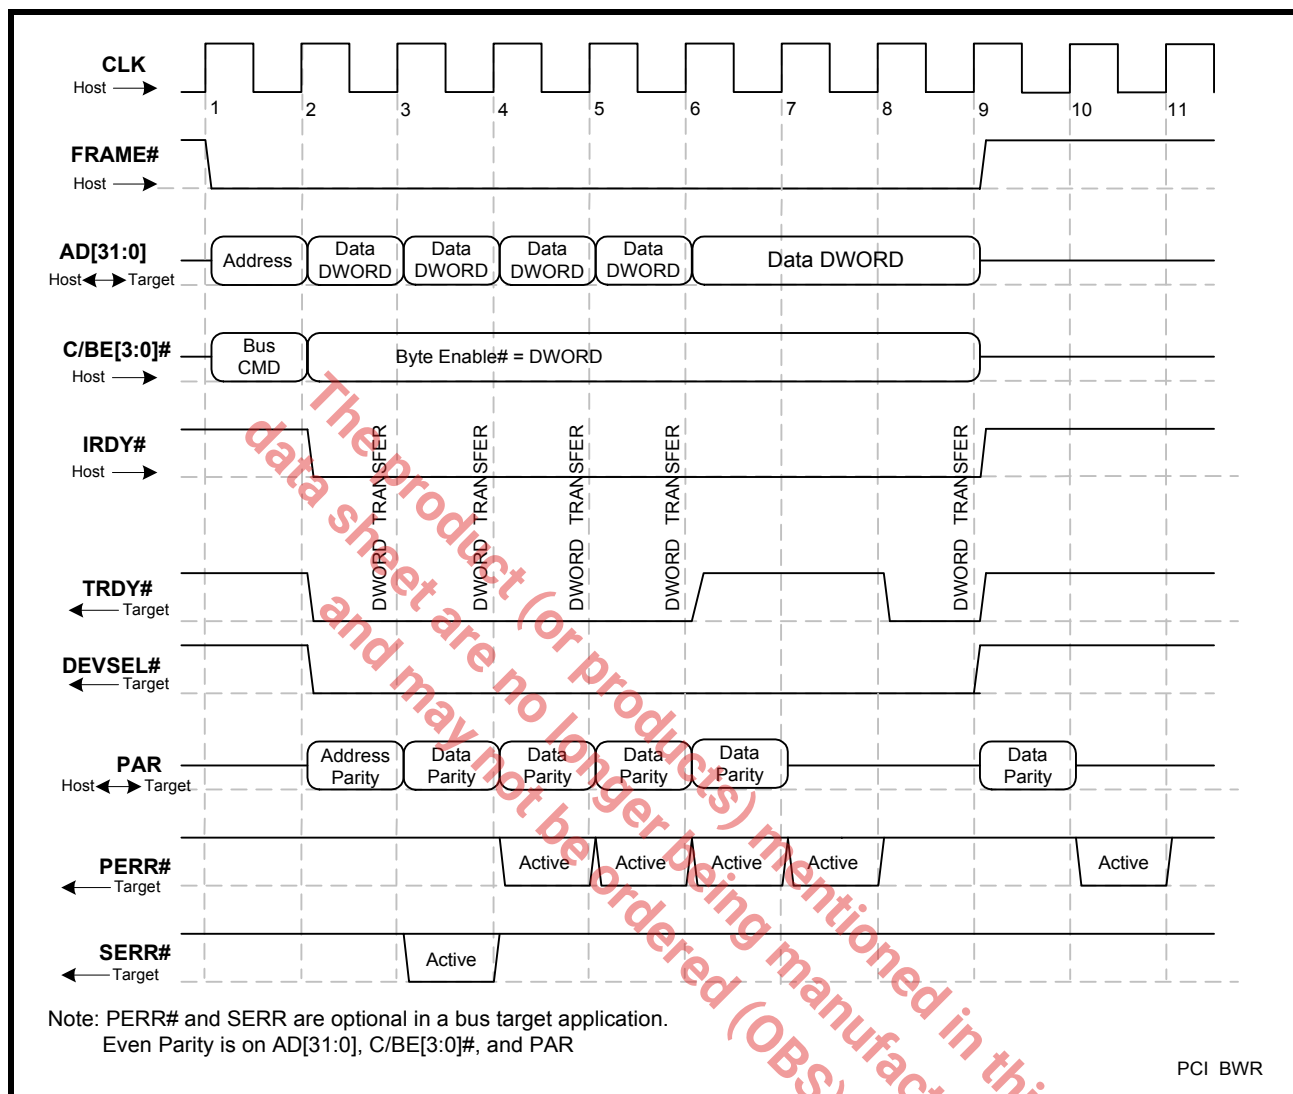 CLK
Host
1 2 3 4 5 6 7 8 9 10 11
FRAME#
Host
AD[31:0]
Host Target
Address
Data DWORD
Data DWORD
Data DWORD
Data DWORD
Data DWORD
C/BE[3:0]#
Host
Bus CMD
Byte Enable# = DWORD
IRDY#
Host
DWORD TRANSFER
DWORD TRANSFER
DWORD TRANSFER
DWORD TRANSFER
DWORD TRANSFER
TRDY#
Target
DEVSEL#
Target
PAR
Host Target
Address Parity
Data Parity
Data Parity
Data Parity
Data Parity
Data Parity
PERR#
Target
Active
Active
Active
Active
Active
SERR#
Target
Active
Note: PERR# and SERR are optional in a bus target application.
Even Parity is on AD[31:0], C/BE[3:0]#, and PAR
PCI BWR
The product (or products) mentioned in this
data sheet are no longer being manufac
and may not be ordered (OBS)